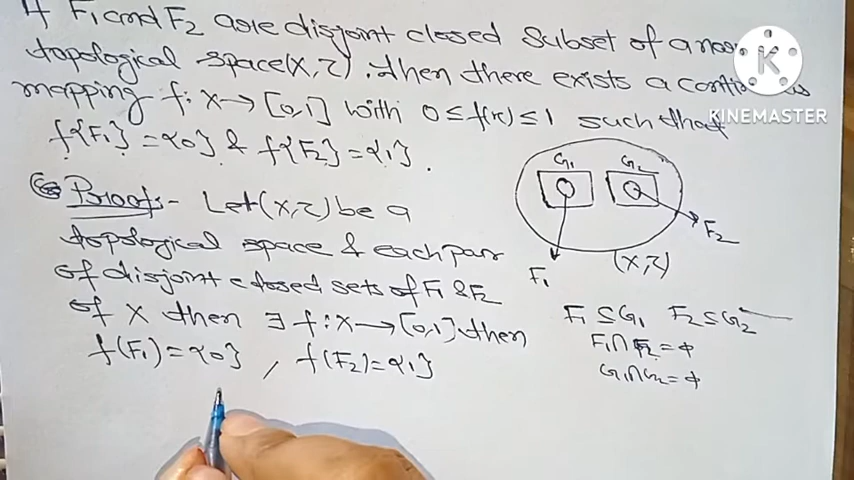 If F1 and F2 are disjoint closed subset of a
topological space (X,τ). then there exists a
mapping f: X→[0,1] with 0≤f(x)≤1 such that
f{F1} = {0} & f{F2} = {1}.
Proof:- Let (X,τ) be a
topological space & each pair
of disjoint closed sets of F1 & F2
of X then ∃ f: X→[0,1] then
f(F1) = {0} , f(F2) = {1}
G1 G2
F2
F1
(X,τ)
F1 ⊆ G1 F2 ⊆ G2
F1 ∩ F2 = ϕ
G1 ∩ G2 = ϕ
K
KINEMASTER